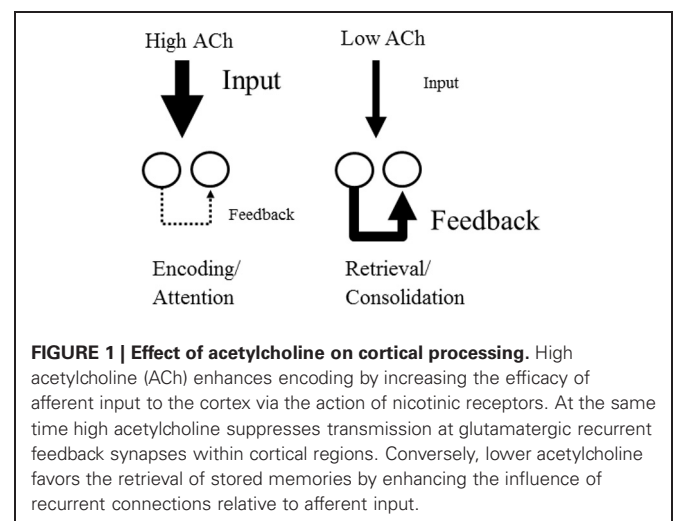 High ACh
Low ACh
Input
Input
Feedback
Feedback
Encoding/
Attention
Retrieval/
Consolidation
FIGURE 1 | Effect of acetylcholine on cortical processing. High
acetylcholine (ACh) enhances encoding by increasing the efficacy of
afferent input to the cortex via the action of nicotinic receptors. At the same
time high acetylcholine suppresses transmission at glutamatergic recurrent
feedback synapses within cortical regions. Conversely, lower acetylcholine
favors the retrieval of stored memories by enhancing the influence of
recurrent connections relative to afferent input.